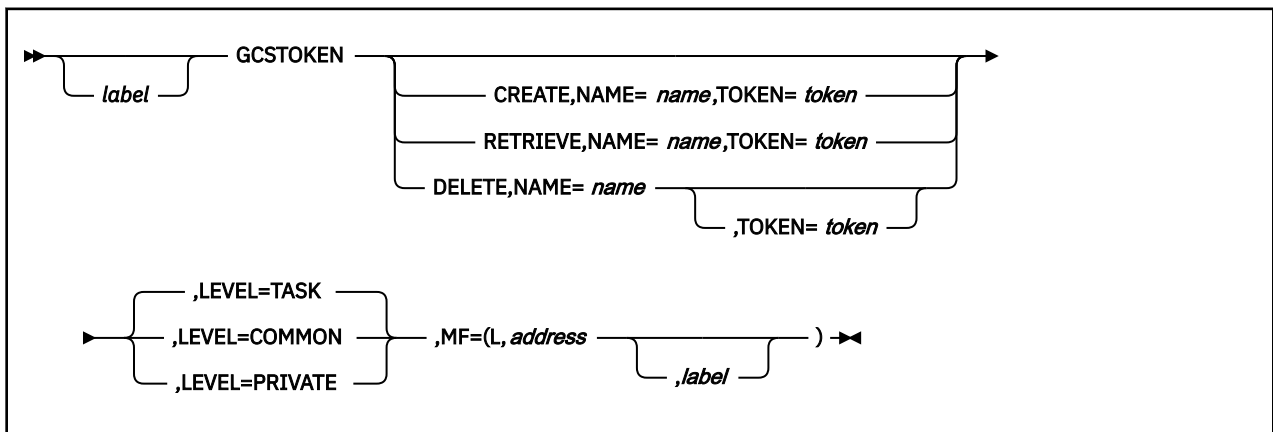 label GCSTOKEN
CREATE,NAME= name,TOKEN= token
RETRIEVE,NAME= name,TOKEN= token
DELETE,NAME= name
,TOKEN= token
,LEVEL=TASK
,LEVEL=COMMON
,LEVEL=PRIVATE
,MF=(L, address
,label
)